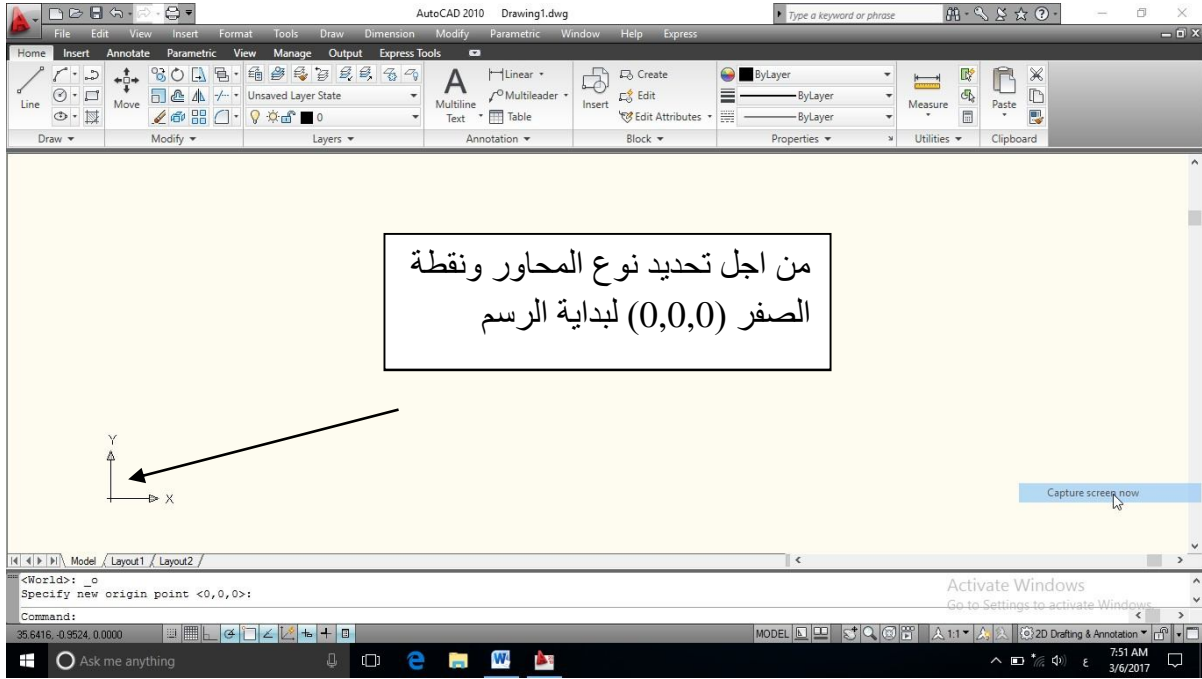 AutoCAD 2010 Drawing1.dwg
Type a keyword or phrase
File Edit View Insert Format Tools Draw Dimension Modify Parametric Window Help Express
Home Insert Annotate Parametric View Manage Output Express Tools
Line
Move
Unsaved Layer State
0
A
Multiline Text
Linear
Multileader
Table
Insert
Create
Edit
Edit Attributes
ByLayer
ByLayer
ByLayer
Measure
Paste
Draw Modify Layers Annotation Block Properties Utilities Clipboard
من اجل تحديد نوع المحاور ونقطة
الصفر (0,0,0) لبداية الرسم
Y
X
Capture screen now
Model Layout1 Layout2
<World>: _o
Specify new origin point <0,0,0>:
Command:
Activate Windows
Go to Settings to activate Windows.
35.6416, -0.9524, 0.0000 MODEL A 1:1 2D Drafting & Annotation
Ask me anything
ع
7:51 AM
3/6/2017